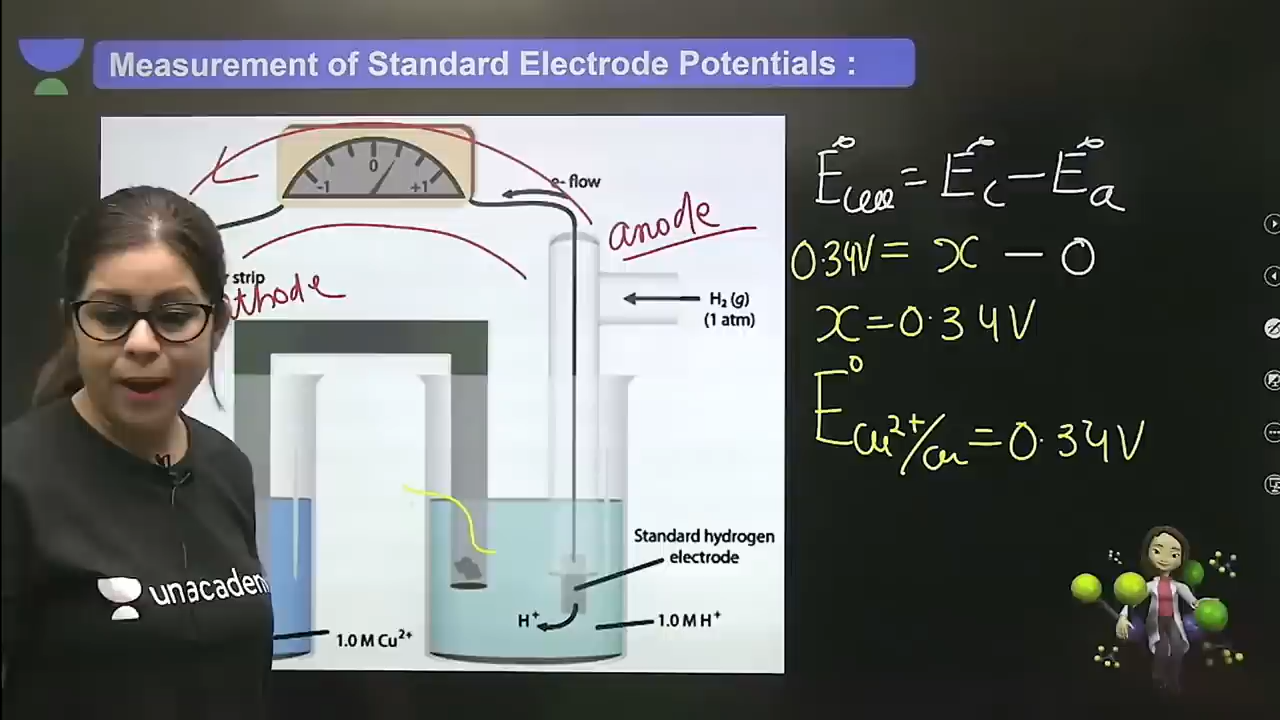 Measurement of Standard Electrode Potentials :
0
-1
+1
e- flow
anode
strip
thode
H₂ (g)
(1 atm)
Standard hydrogen
electrode
H⁺
1.0 M H⁺
1.0 M Cu²⁺
unacadem
E°cell = E°c - E°a
0.34V = x - 0
x = 0.34V
E°Cu²⁺/Cu = 0.34V